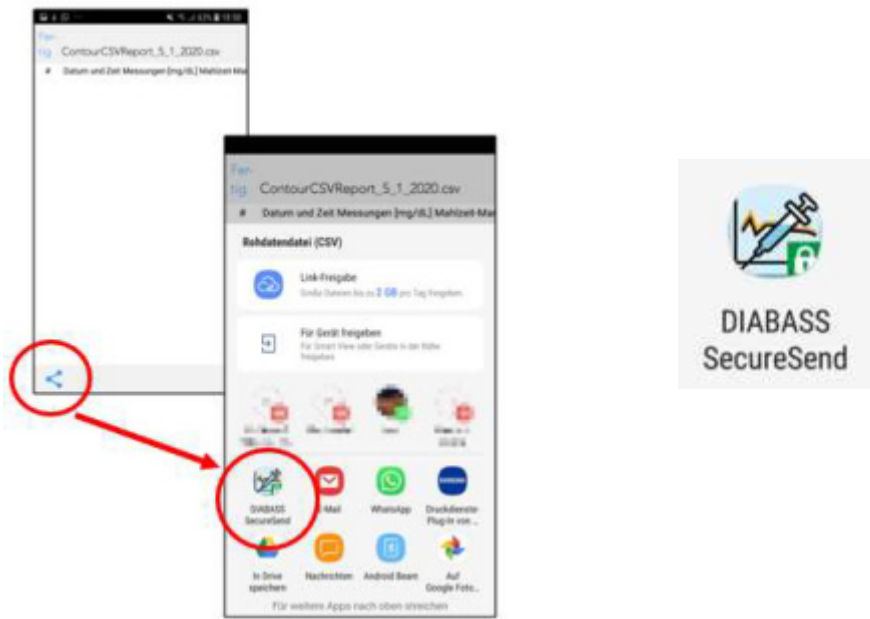 Fer-
tig
ContourCSVReport_5_1_2020.csv
# Datum und Zeit Messungen [mg/dL] Mahlzeit-Mar
Fer-
tig
ContourCSVReport_5_1_2020.csv
# Datum und Zeit Messungen [mg/dL] Mahlzeit-Mar
Rohdatendatei (CSV)
Link-Freigabe
Große Dateien bis zu 2 GB pro Tag freigeben.
Für Gerät freigeben
Für Smart View oder Geräte in der Nähe
freigeben
DIABASS
SecureSend
-Mail
WhatsApp
Druckdienste-
Plug-In von ...
In Drive
speichern
Nachrichten
Android Beam
Auf
Google Foto...
Für weitere Apps nach oben streichen
DIABASS
SecureSend